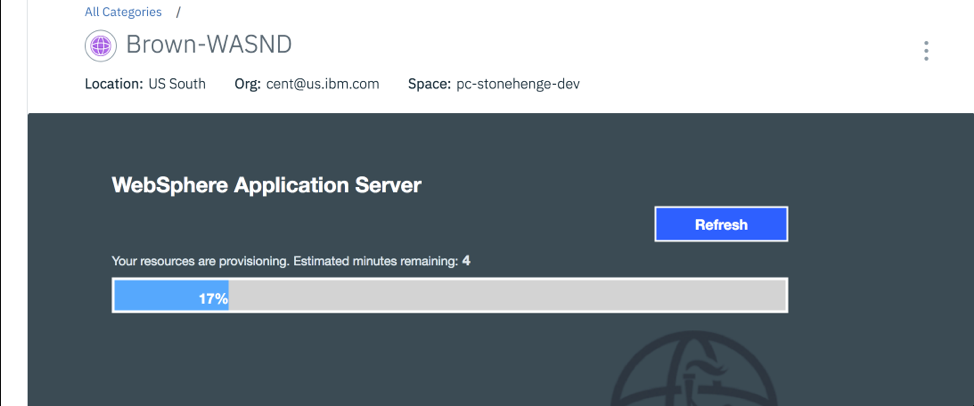 All Categories /
Brown-WASND
Location: US South Org: cent@us.ibm.com Space: pc-stonehenge-dev
WebSphere Application Server
Refresh
Your resources are provisioning. Estimated minutes remaining: 4
17%